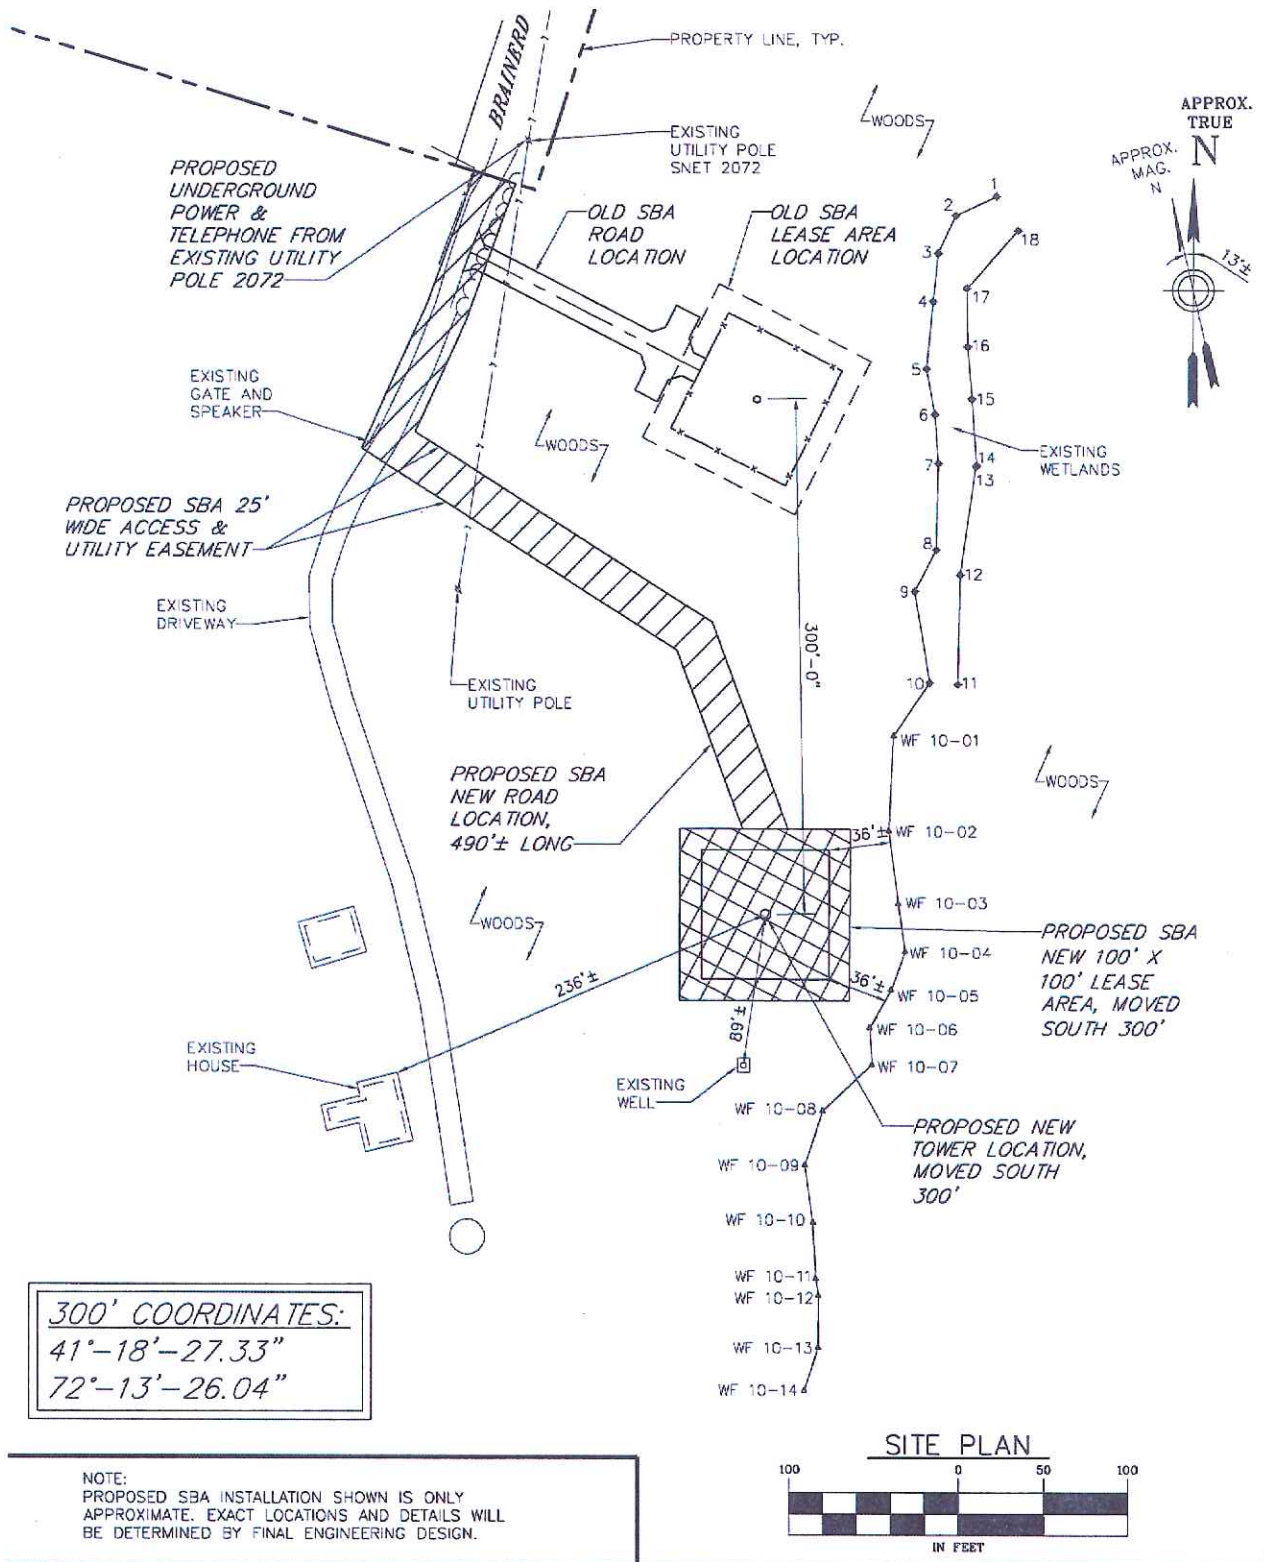 BRAINERD
PROPERTY LINE, TYP.
WOODS
APPROX.
TRUE
N
APPROX.
MAG.
N
13°±
EXISTING
UTILITY POLE
SNET 2072
PROPOSED
UNDERGROUND
POWER &
TELEPHONE FROM
EXISTING UTILITY
POLE 2072
OLD SBA
ROAD
LOCATION
OLD SBA
LEASE AREA
LOCATION
1
2
3
4
5
6
7
8
9
10
18
17
16
15
14
13
12
11
EXISTING
GATE AND
SPEAKER
WOODS
EXISTING
WETLANDS
PROPOSED SBA 25'
WIDE ACCESS &
UTILITY EASEMENT
EXISTING
DRIVEWAY
300'-0"
EXISTING
UTILITY POLE
WF 10-01
WOODS
PROPOSED SBA
NEW ROAD
LOCATION,
490'± LONG
36'±
WF 10-02
WF 10-03
WOODS
WF 10-04
PROPOSED SBA
NEW 100' X
100' LEASE
AREA, MOVED
SOUTH 300'
236'±
36'±
WF 10-05
WF 10-06
89'±
EXISTING
HOUSE
WF 10-07
EXISTING
WELL
WF 10-08
PROPOSED NEW
TOWER LOCATION,
MOVED SOUTH
300'
WF 10-09
WF 10-10
WF 10-11
WF 10-12
WF 10-13
WF 10-14
300' COORDINATES:
41°-18'-27.33"
72°-13'-26.04"
NOTE:
PROPOSED SBA INSTALLATION SHOWN IS ONLY
APPROXIMATE. EXACT LOCATIONS AND DETAILS WILL
BE DETERMINED BY FINAL ENGINEERING DESIGN.
SITE PLAN
100 0 50 100
IN FEET